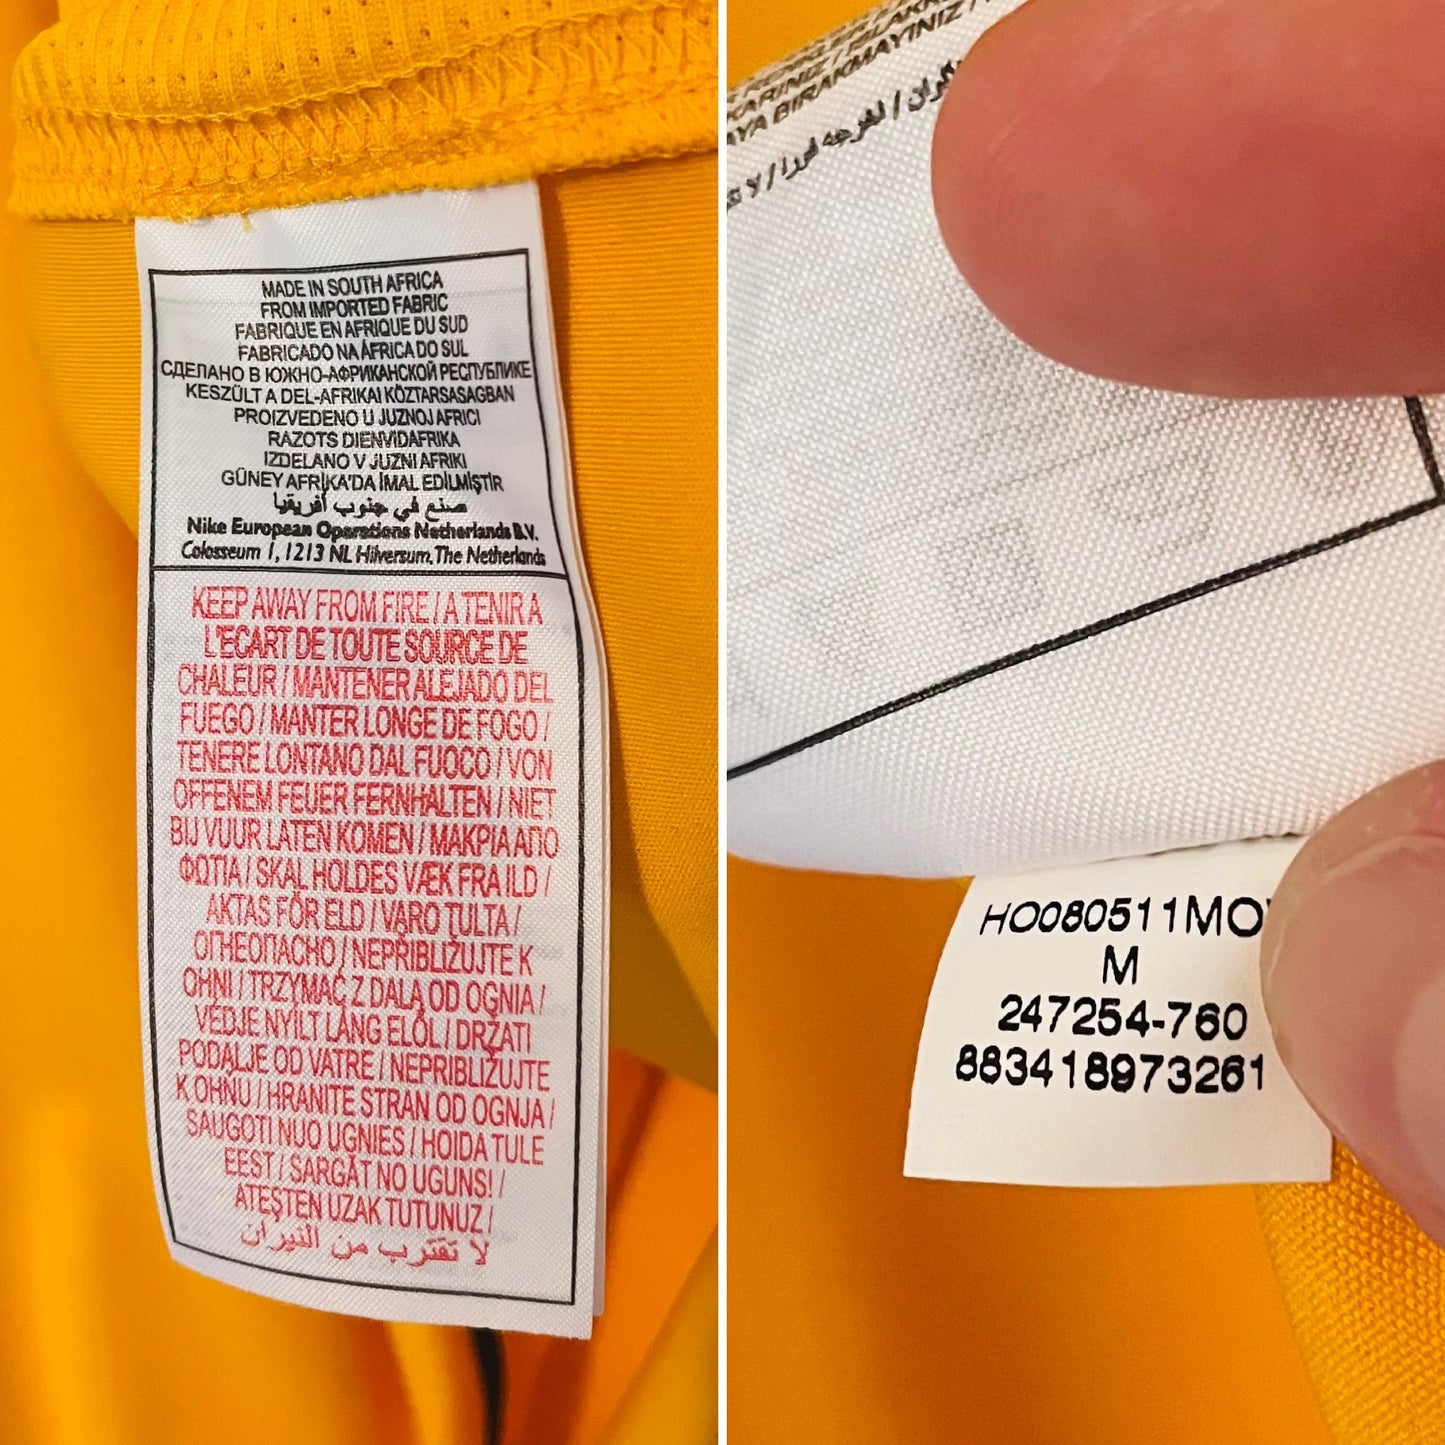 MADE IN SOUTH AFRICA
FROM IMPORTED FABRIC
FABRIQUE EN AFRIQUE DU SUD
FABRICADO NA ÁFRICA DO SUL
СДЕЛАНО В ЮЖНО-АФРИКАНСКОЙ РЕСПУБЛИКЕ
KESZÜLT A DEL-AFRIKAI KÖZTARSASAGBAN
PROIZVEDENO U JUZNOJ AFRICI
RAZOTS DIENVIDAFRIKA
IZDELANO V JUZNI AFRIKI
GÜNEY AFRİKA'DA İMAL EDİLMİŞTİR
صنع في جنوب أفريقيا
Nike European Operations Netherlands B.V.
Colosseum 1, 1213 NL Hilversum, The Netherlands
KEEP AWAY FROM FIRE / A TENIR A
L'ECART DE TOUTE SOURCE DE
CHALEUR / MANTENER ALEJADO DEL
FUEGO / MANTER LONGE DE FOGO /
TENERE LONTANO DAL FUOCO / VON
OFFENEM FEUER FERNHALTEN / NIET
BIJ VUUR LATEN KOMEN / ΜΑΚΡΙΑ ΑΠΟ
ΦΩΤΙΑ / SKAL HOLDES VÆK FRA ILD /
AKTAS FÖR ELD / VARO TULTA /
ОГНЕОПАСНО / NEPŘIBLIŽUJTE K
OHNI / TRZYMAĆ Z DALA OD OGNIA /
VÉDJE NYÍLT LÁNG ELŐL / DRŽATI
PODALJE OD VATRE / NEPRIBLIŽUJTE
K OHŇU / HRANITE STRAN OD OGNJA /
SAUGOTI NUO UGNIES / HOIDA TULE
EEST / SARGĀT NO UGUNS! /
ATEŞTEN UZAK TUTUNUZ /
لا تقترب من النيران
BIRAKMAYINIZ /
HO080511MO
M
247254-760
883418973261